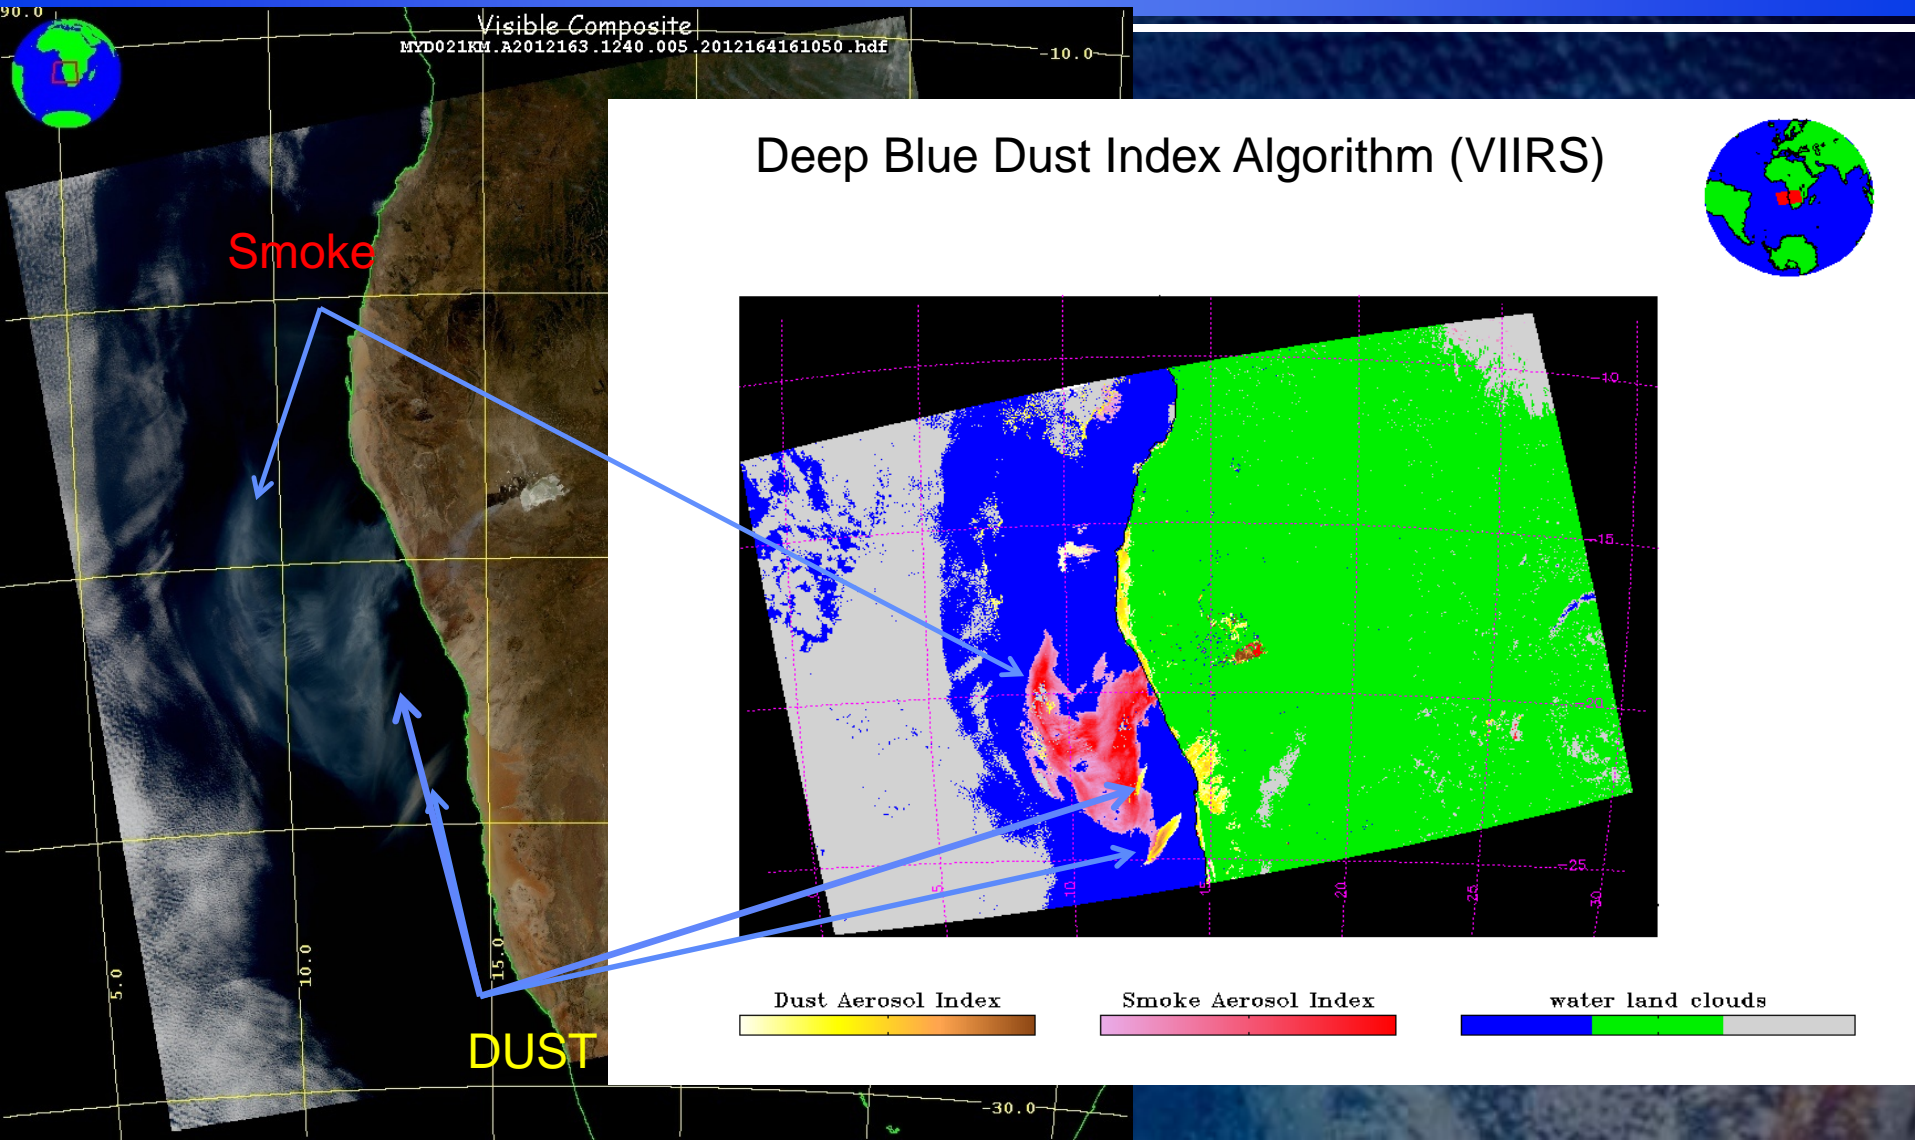 90.0
Visible Composite
MYD021KM.A2012163.1240.005.2012164161050.hdf
-10.0
Deep Blue Dust Index Algorithm (VIIRS)
Smoke
-10
-15
-20
-25
5
10
15
20
25
30
5.0
10.0
15.0
Dust Aerosol Index
Smoke Aerosol Index
water land clouds
DUST
-30.0